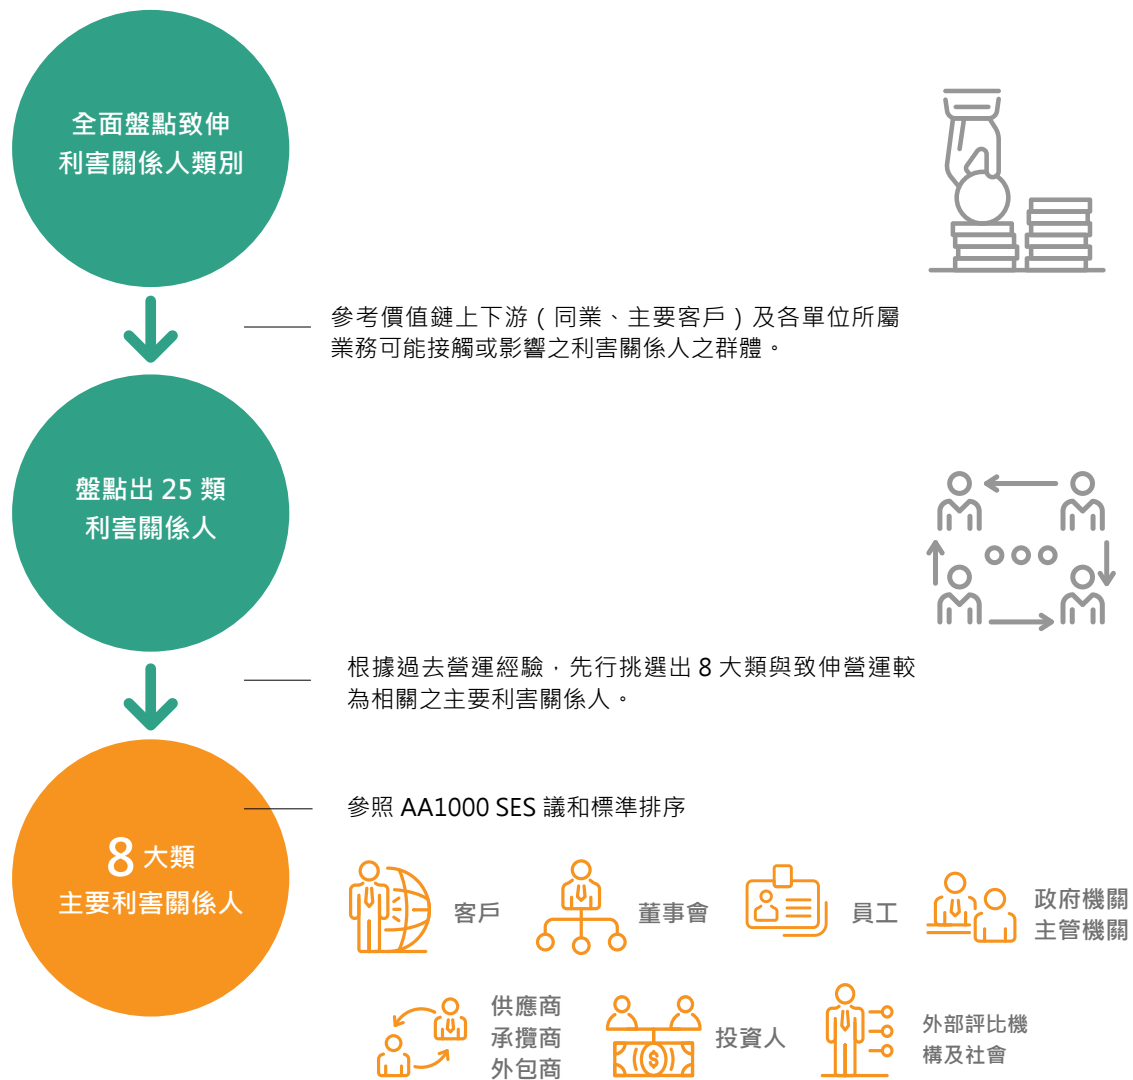 全面盤點致伸
利害關係人類別
參考價值鏈上下游（同業、主要客戶）及各單位所屬
業務可能接觸或影響之利害關係人之群體。
盤點出 25 類
利害關係人
根據過去營運經驗，先行挑選出 8 大類與致伸營運較
為相關之主要利害關係人。
8 大類
主要利害關係人
參照 AA1000 SES 議和標準排序
客戶
董事會
員工
政府機關
主管機關
供應商
承攬商
外包商
投資人
外部評比機
構及社會